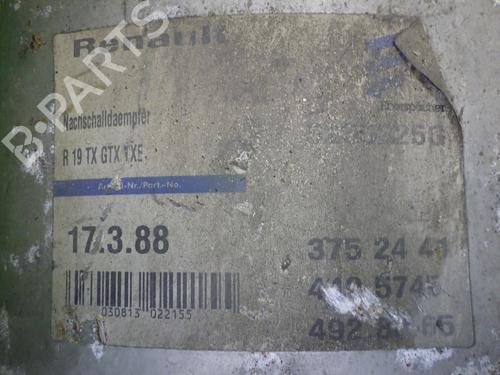 Renault
Eberspächer
Nachschalldaempfer
R 19 TX GTX TXE
Artikel-Nr./Part.-No.
17.3.88
375 24 41
030813 022155
B-PARTS